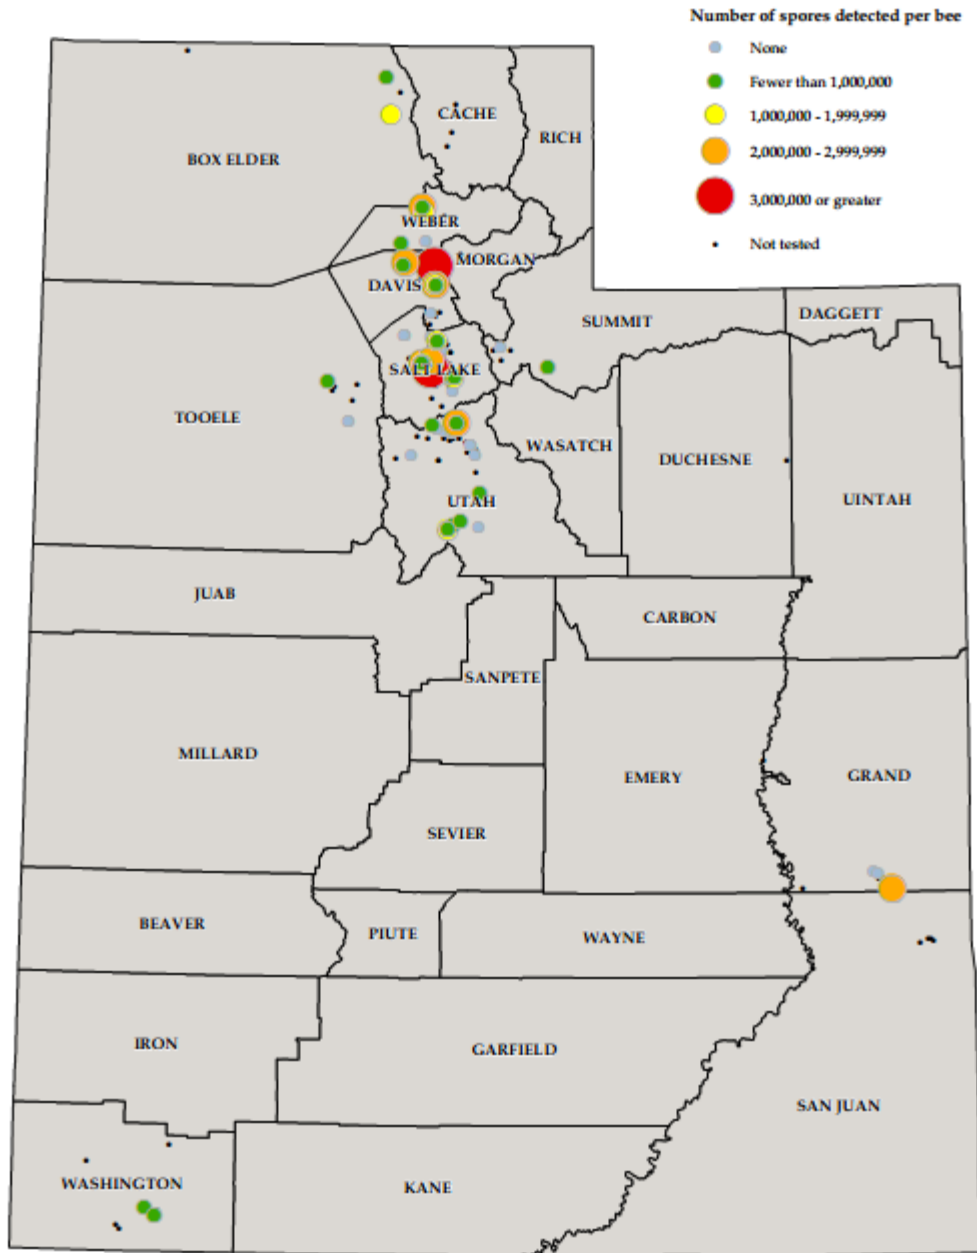 Number of spores detected per bee
None
Fewer than 1,000,000
1,000,000 - 1,999,999
2,000,000 - 2,999,999
3,000,000 or greater
Not tested
CACHE
RICH
BOX ELDER
WEBER
MORGAN
DAVIS
SUMMIT
DAGGETT
SALT LAKE
TOOELE
WASATCH
DUCHESNE
UINTAH
UTAH
JUAB
CARBON
SANPETE
MILLARD
EMERY
GRAND
SEVIER
BEAVER
PIUTE
WAYNE
IRON
GARFIELD
SAN JUAN
WASHINGTON
KANE